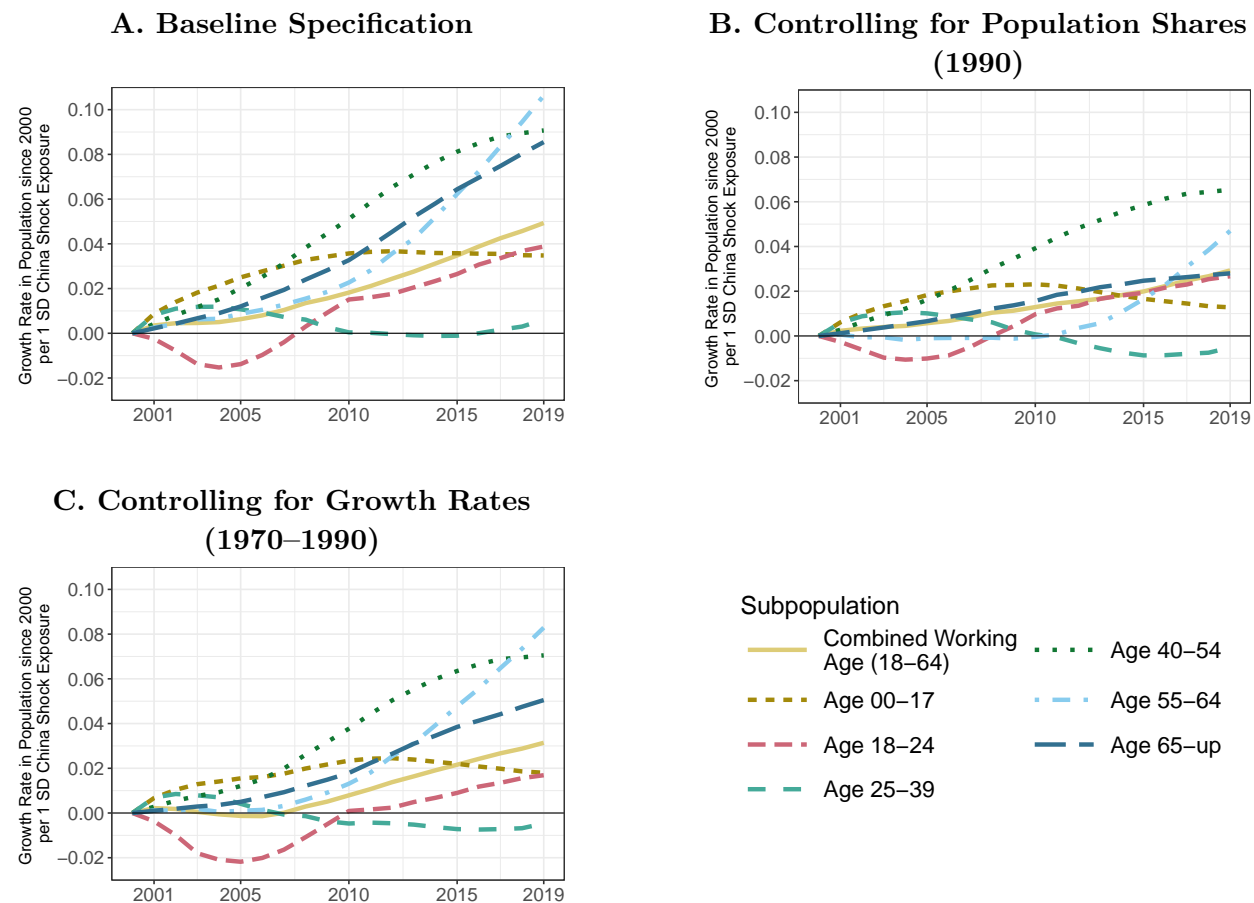 A. Baseline Specification
Growth Rate in Population since 2000
per 1 SD China Shock Exposure
0.10
0.08
0.06
0.04
0.02
0.00
−0.02
2001
2005
2010
2015
2019
B. Controlling for Population Shares
(1990)
Growth Rate in Population since 2000
per 1 SD China Shock Exposure
0.10
0.08
0.06
0.04
0.02
0.00
−0.02
2001
2005
2010
2015
2019
C. Controlling for Growth Rates
(1970–1990)
Growth Rate in Population since 2000
per 1 SD China Shock Exposure
0.10
0.08
0.06
0.04
0.02
0.00
−0.02
2001
2005
2010
2015
2019
Subpopulation
Combined Working
Age (18−64)
Age 00−17
Age 18−24
Age 25−39
Age 40−54
Age 55−64
Age 65−up